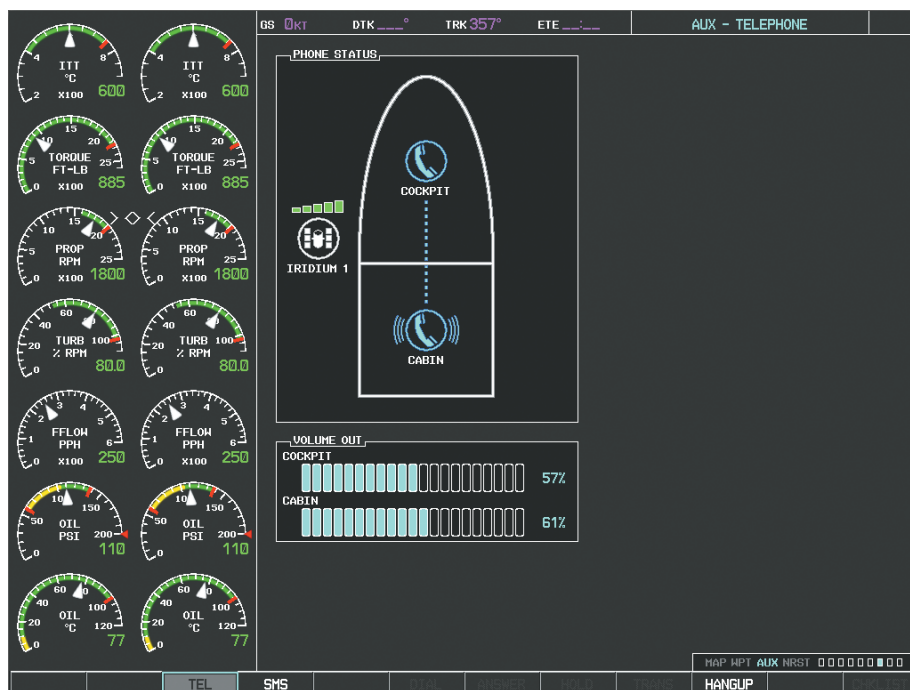 GS 0KT DTK ___° TRK 357° ETE __:__ AUX - TELEPHONE
4 8
ITT
°C
2 X100 600
4 8
ITT
°C
2 X100 600
PHONE STATUS
COCKPIT
IRIDIUM 1
CABIN
10 15 20
5 TORQUE 25
FT-LB
0 X100 885
10 15 20
5 TORQUE 25
FT-LB
0 X100 885
10 15 20
5 PROP 25
RPM
0 X100 1800
10 15 20
5 PROP 25
RPM
0 X100 1800
40 60
20 TURB 100
% RPM
0 80.0
40 60
20 TURB 100
% RPM
0 80.0
2 3 4 5
1 FFLOW 6
PPH
0 X100 250
2 3 4 5
1 FFLOW 6
PPH
0 X100 250
VOLUME OUT
COCKPIT
57%
CABIN
61%
50 150
OIL
PSI 200
0 110
50 150
OIL
PSI 200
0 110
40 60 100
20 OIL 120
°C
0 77
40 60 100
20 OIL 120
°C
0 77
MAP WPT AUX NRST
TEL SMS DIAL ANSWER HOLD TRANS HANGUP CHKLIST